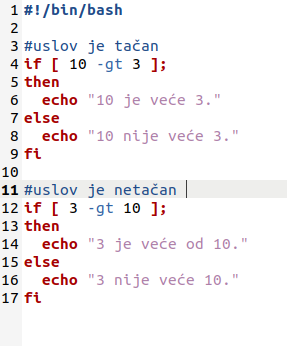 1 #!/bin/bash
2
3 #uslov je tačan
4 if [ 10 -gt 3 ];
5 then
6   echo "10 je veće 3."
7 else
8   echo "10 nije veće 3."
9 fi
10
11 #uslov je netačan
12 if [ 3 -gt 10 ];
13 then
14   echo "3 je veće od 10."
15 else
16   echo "3 nije veće 10."
17 fi